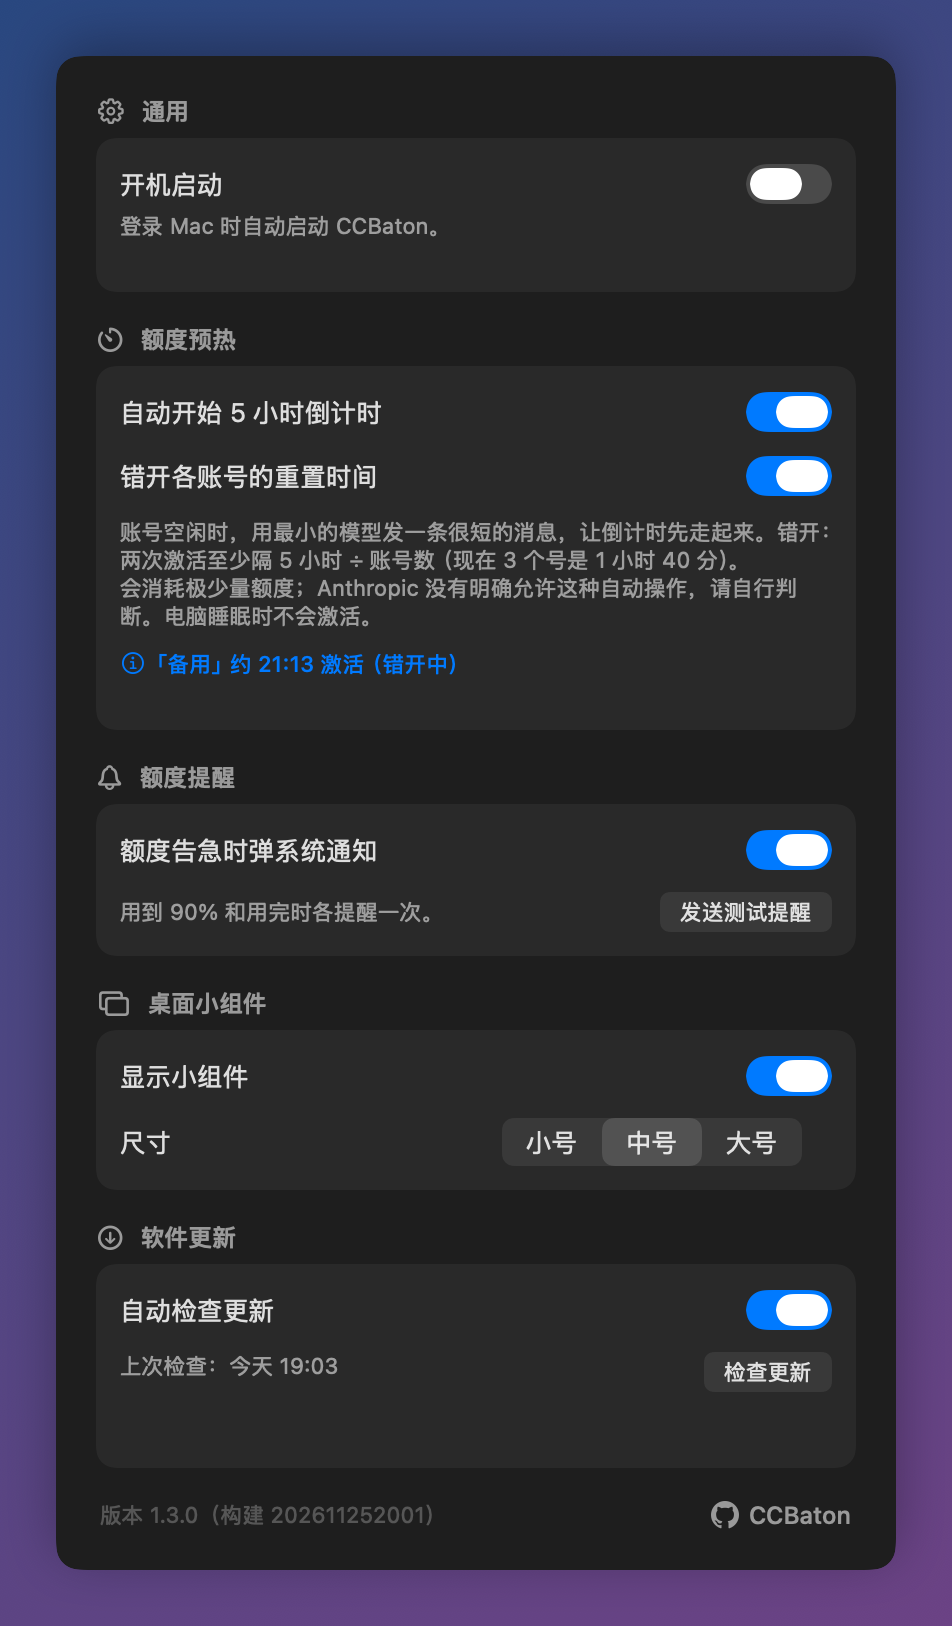 通用
开机启动
登录 Mac 时自动启动 CCBaton。
额度预热
自动开始 5 小时倒计时
错开各账号的重置时间
账号空闲时，用最小的模型发一条很短的消息，让倒计时先走起来。错开：
两次激活至少隔 5 小时 ÷ 账号数（现在 3 个号是 1 小时 40 分）。
会消耗极少量额度；Anthropic 没有明确允许这种自动操作，请自行判
断。电脑睡眠时不会激活。
「备用」约 21:13 激活（错开中）
额度提醒
额度告急时弹系统通知
用到 90% 和用完时各提醒一次。
发送测试提醒
桌面小组件
显示小组件
尺寸
小号 中号 大号
软件更新
自动检查更新
上次检查：今天 19:03
检查更新
版本 1.3.0（构建 202611252001）
CCBaton